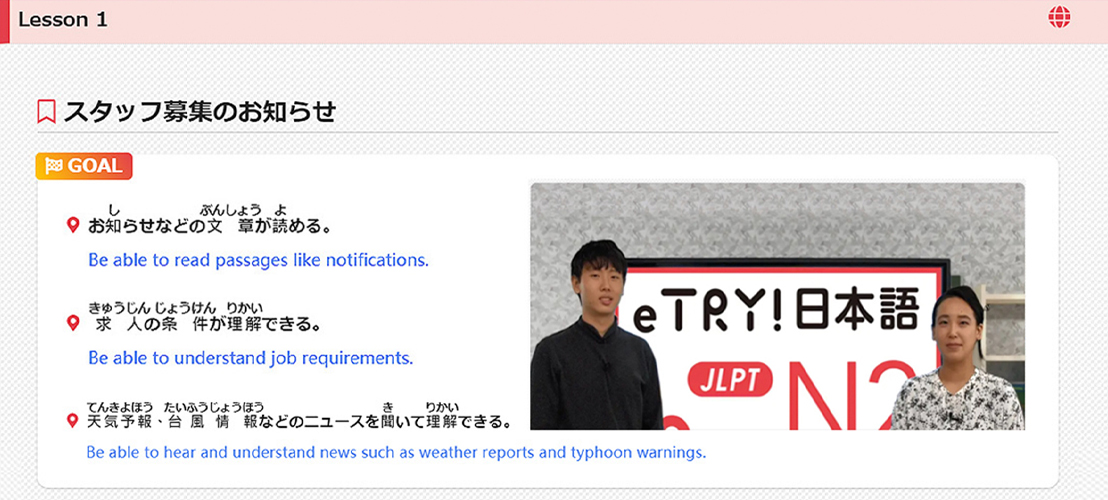 Lesson 1
スタッフ募集のお知らせ
GOAL
し ぶんしょう よ
お知らせなどの文章が読める。
Be able to read passages like notifications.
きゅうじん じょうけん りかい
求人の条件が理解できる。
Be able to understand job requirements.
てんきよほう たいふうじょうほう き りかい
天気予報、台風情報などのニュースを聞いて理解できる。
Be able to hear and understand news such as weather reports and typhoon warnings.
eTRY!日本語
JLPT
N2